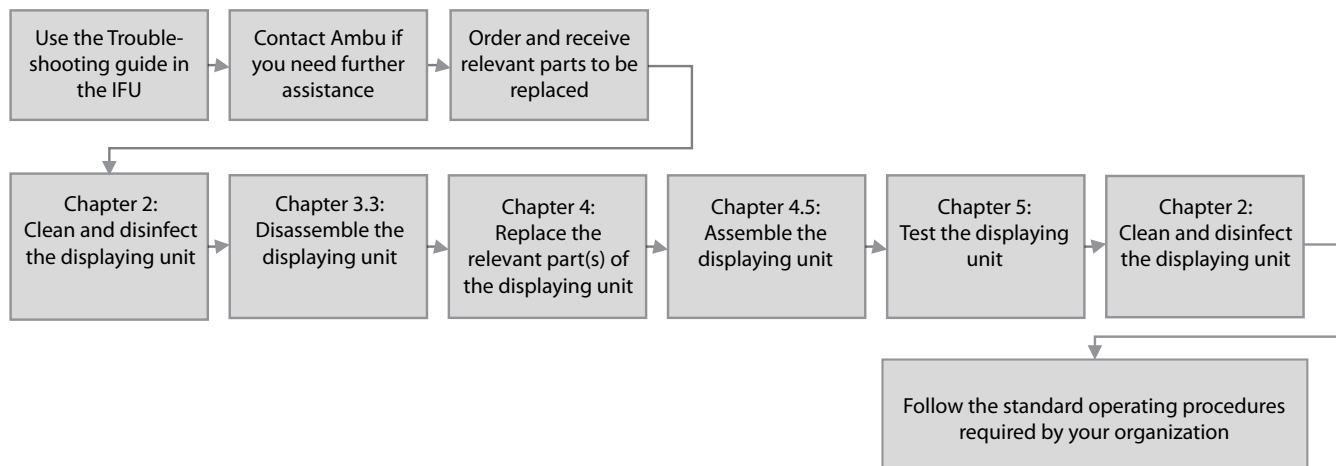 Use the Trouble-
shooting guide in
the IFU
Contact Ambu if
you need further
assistance
Order and receive
relevant parts to be
replaced
Chapter 2:
Clean and disinfect
the displaying unit
Chapter 3.3:
Disassemble the
displaying unit
Chapter 4:
Replace the
relevant part(s) of
the displaying unit
Chapter 4.5:
Assemble the
displaying unit
Chapter 5:
Test the displaying
unit
Chapter 2:
Clean and disinfect
the displaying unit
Follow the standard operating procedures
required by your organization